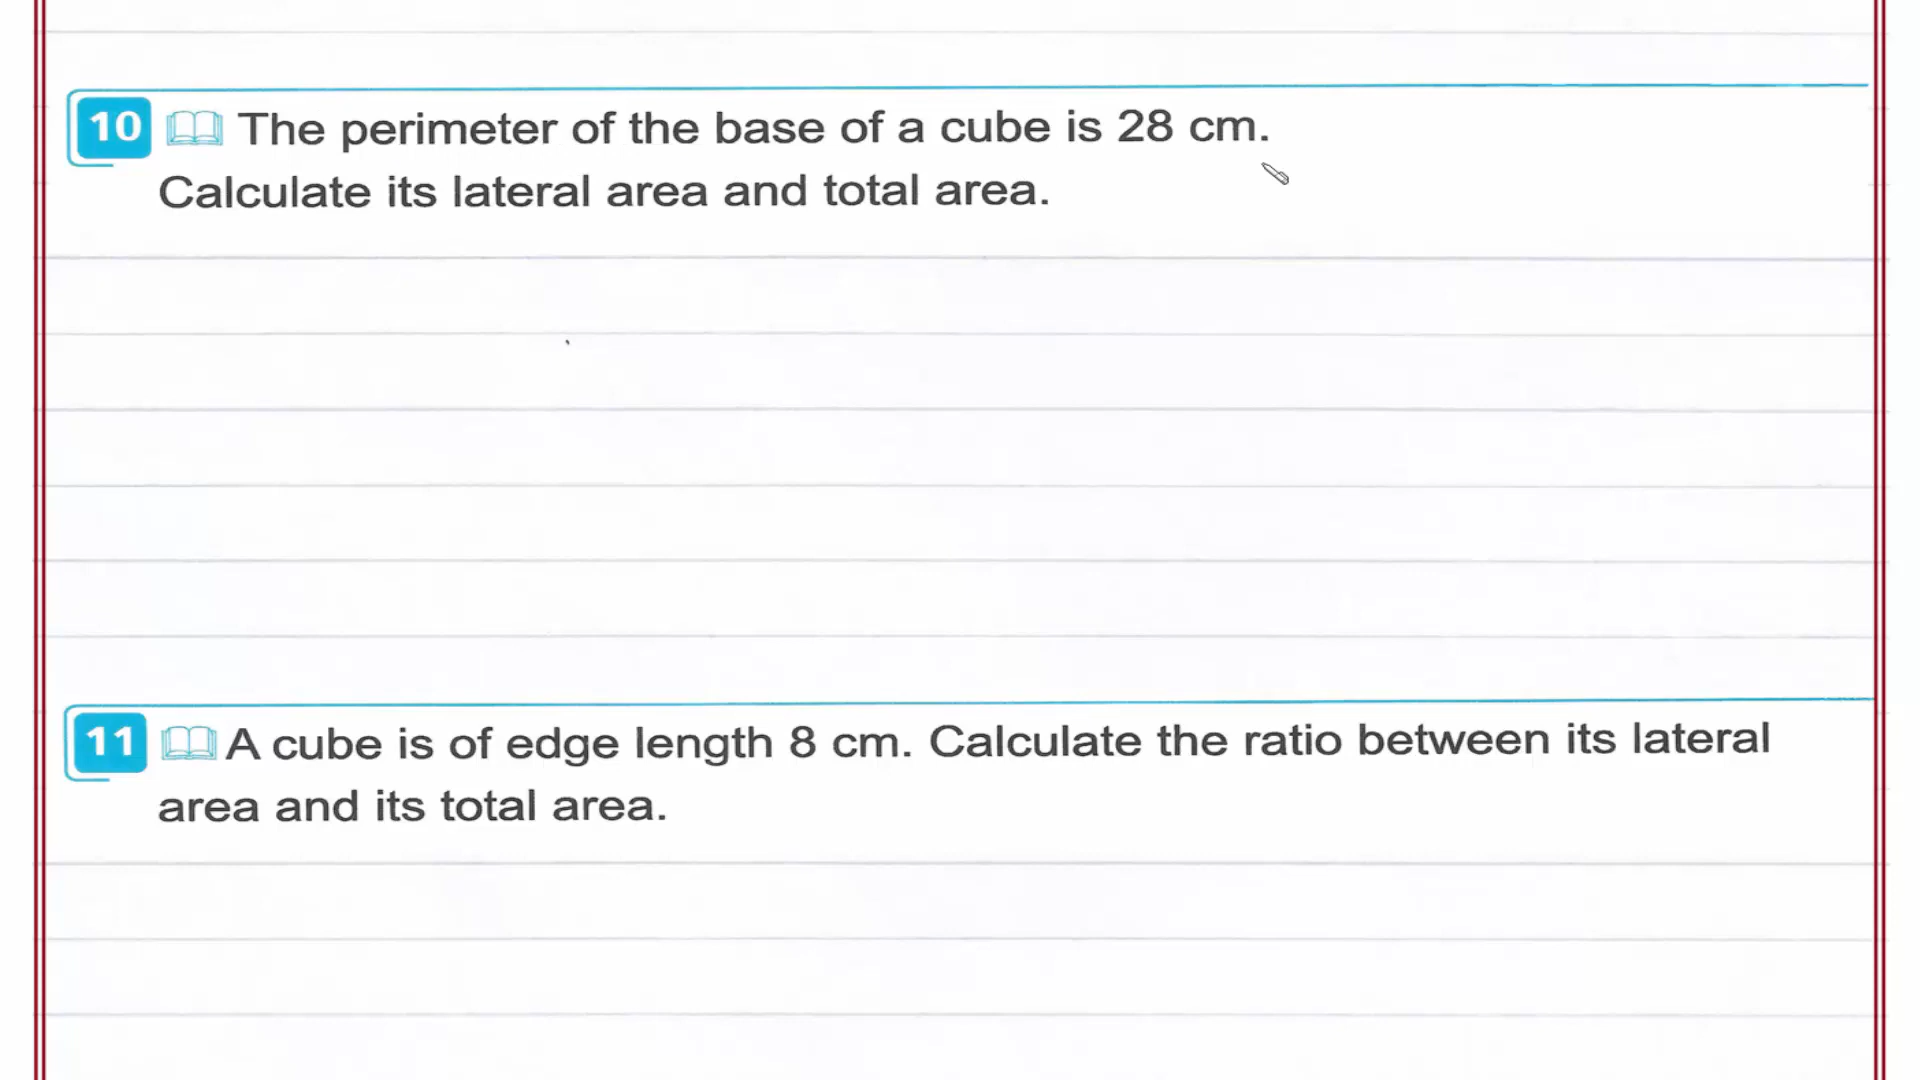 10 The perimeter of the base of a cube is 28 cm.
Calculate its lateral area and total area.
11 A cube is of edge length 8 cm. Calculate the ratio between its lateral
area and its total area.